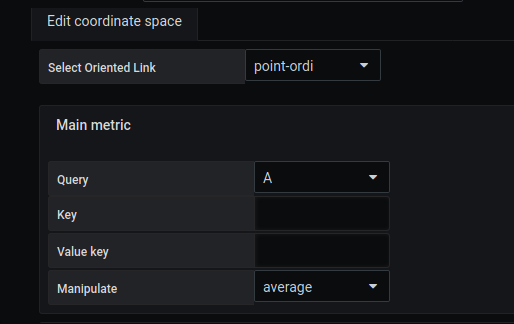 Edit coordinate space
Select Oriented Link point-ordi
Main metric
Query A
Key
Value key
Manipulate average